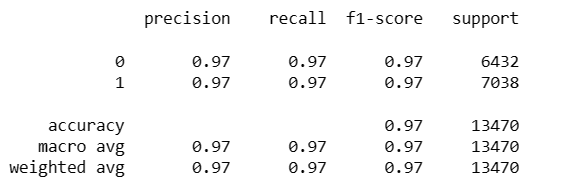 precision recall f1-score support
0 0.97 0.97 0.97 6432
1 0.97 0.97 0.97 7038
accuracy 0.97 13470
macro avg 0.97 0.97 0.97 13470
weighted avg 0.97 0.97 0.97 13470